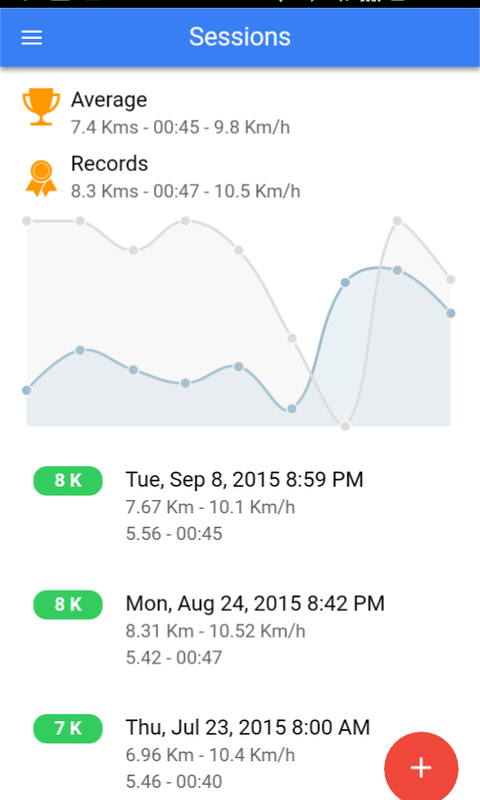 Sessions
Average
7.4 Kms - 00:45 - 9.8 Km/h
Records
8.3 Kms - 00:47 - 10.5 Km/h
8 K
Tue, Sep 8, 2015 8:59 PM
7.67 Km - 10.1 Km/h
5.56 - 00:45
8 K
Mon, Aug 24, 2015 8:42 PM
8.31 Km - 10.52 Km/h
5.42 - 00:47
7 K
Thu, Jul 23, 2015 8:00 AM
6.96 Km - 10.4 Km/h
5.46 - 00:40
+